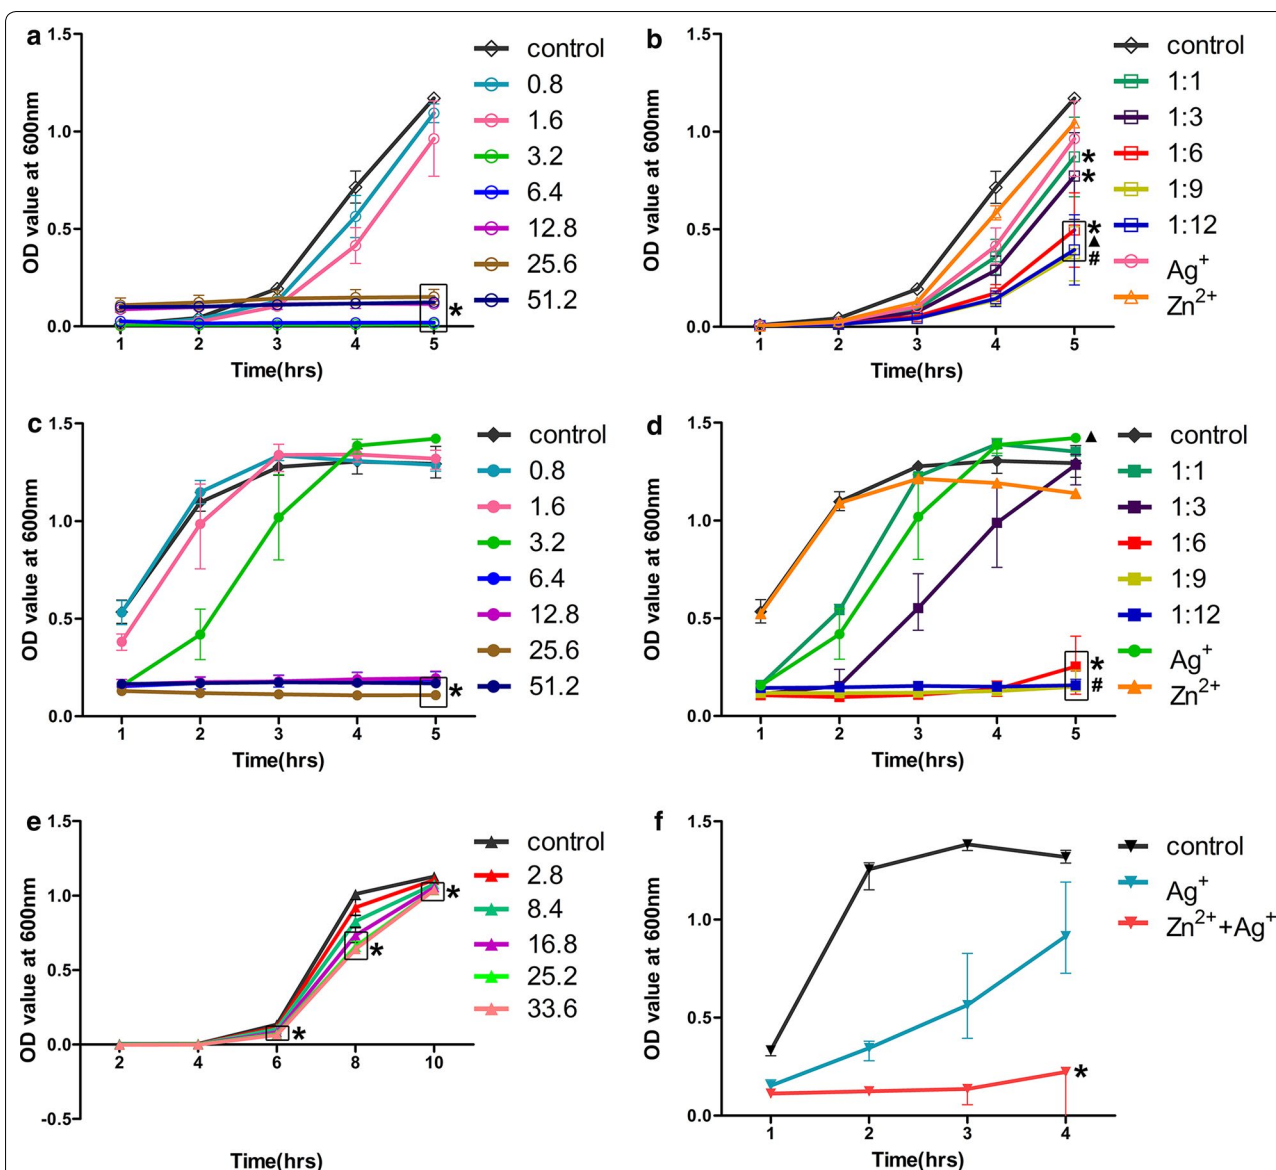 a
OD value at 600nm
1.5
1.0
0.5
0.0
1 2 3 4 5
Time(hrs)
control
0.8
1.6
3.2
6.4
12.8
25.6
51.2
*
b
OD value at 600nm
1.5
1.0
0.5
0.0
1 2 3 4 5
Time(hrs)
control
1:1
1:3
1:6
1:9
1:12
Ag+
Zn2+
*
*
*
▲
#
c
OD value at 600nm
1.5
1.0
0.5
0.0
1 2 3 4 5
Time(hrs)
control
0.8
1.6
3.2
6.4
12.8
25.6
51.2
*
d
OD value at 600nm
1.5
1.0
0.5
0.0
1 2 3 4 5
Time(hrs)
control
1:1
1:3
1:6
1:9
1:12
Ag+
Zn2+
▲
*
#
e
OD value at 600nm
1.5
1.0
0.5
0.0
-0.5
2 4 6 8 10
Time(hrs)
control
2.8
8.4
16.8
25.2
33.6
*
*
*
f
OD value at 600nm
1.5
1.0
0.5
0.0
1 2 3 4
Time(hrs)
control
Ag+
Zn2++Ag+
*